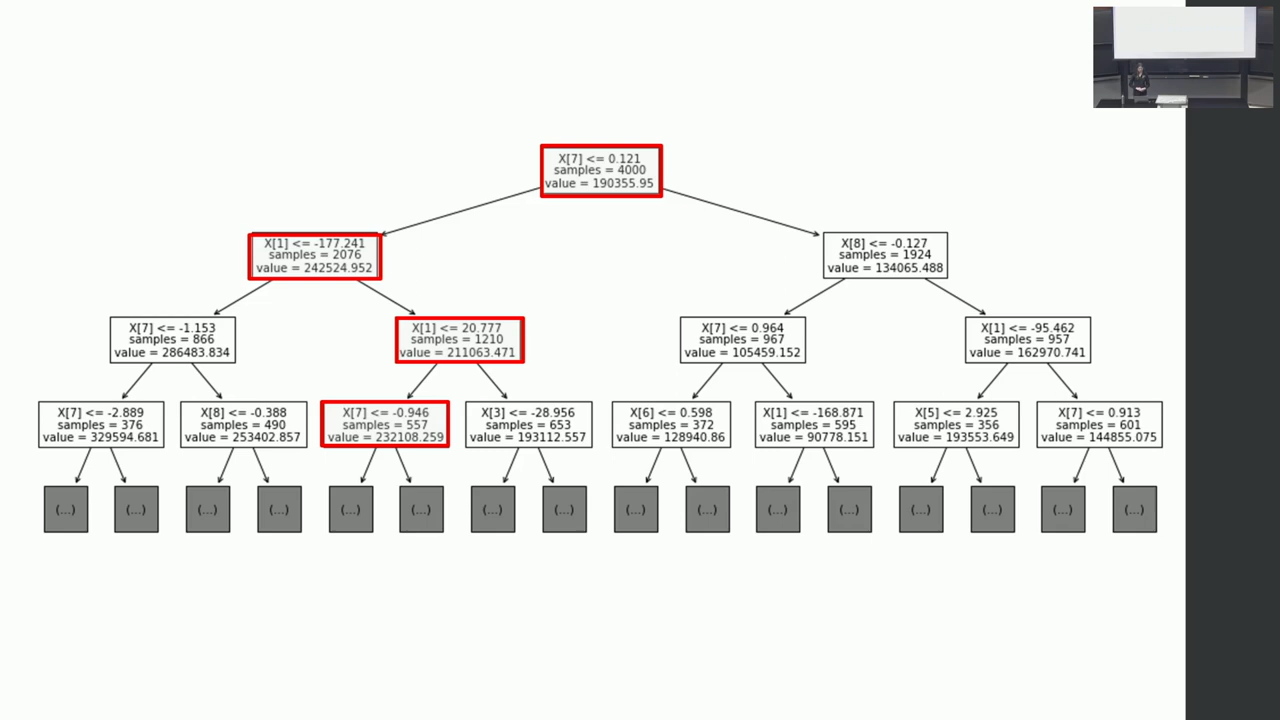 X[7] <= 0.121
samples = 4000
value = 190355.95
X[1] <= -177.241
samples = 2076
value = 242524.952
X[8] <= -0.127
samples = 1924
value = 134065.488
X[7] <= -1.153
samples = 866
value = 286483.834
X[1] <= 20.777
samples = 1210
value = 211063.471
X[7] <= 0.964
samples = 967
value = 105459.152
X[1] <= -95.462
samples = 957
value = 162970.741
X[7] <= -2.889
samples = 376
value = 329594.681
X[8] <= -0.388
samples = 490
value = 253402.857
X[7] <= -0.946
samples = 557
value = 232108.259
X[3] <= -28.956
samples = 653
value = 193112.557
X[6] <= 0.598
samples = 372
value = 128940.86
X[1] <= -168.871
samples = 595
value = 90778.151
X[5] <= 2.925
samples = 356
value = 193553.649
X[7] <= 0.913
samples = 601
value = 144855.075
(...) (...) (...) (...) (...) (...) (...) (...) (...) (...) (...) (...) (...) (...) (...) (...)